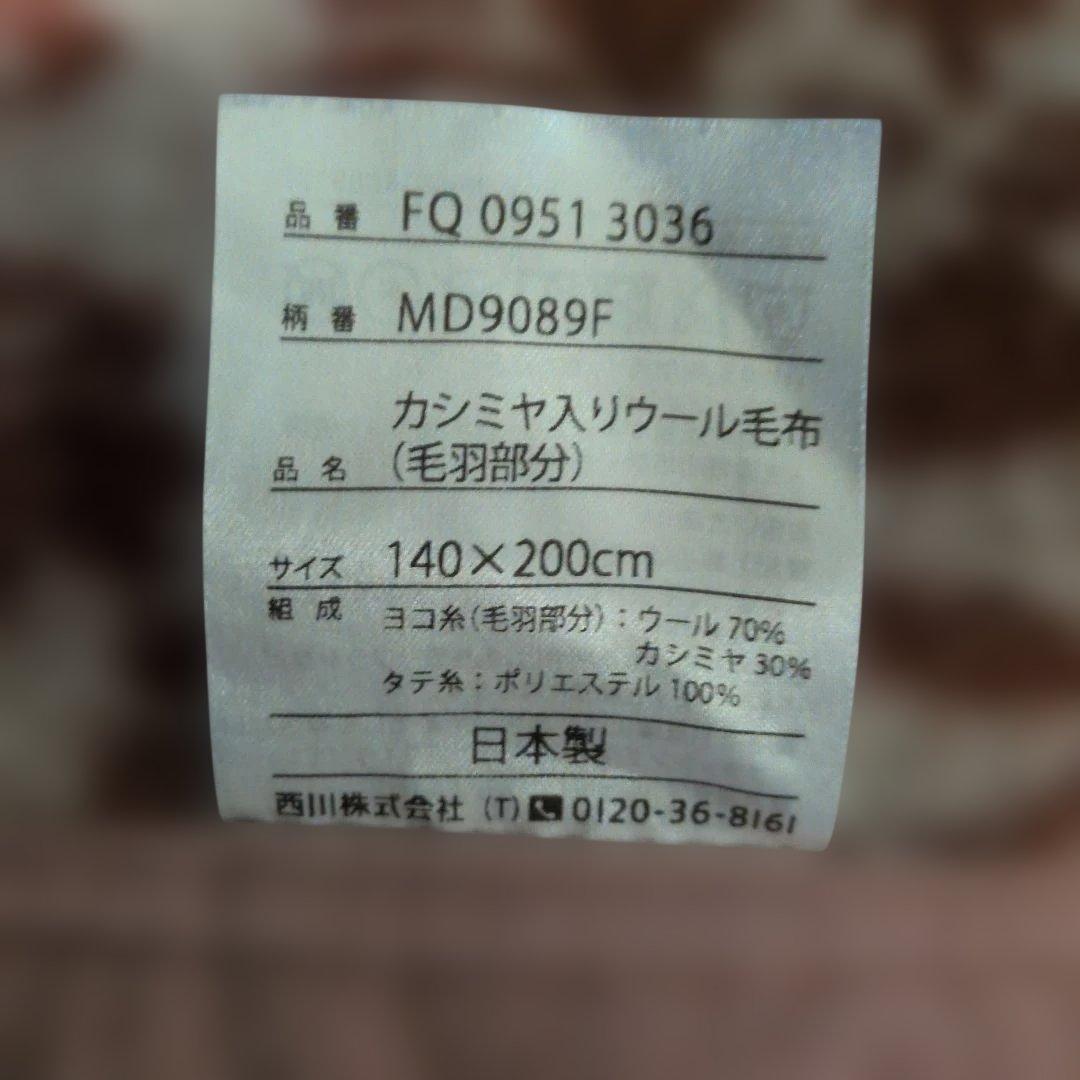 品番 FQ 0951 3036
柄番 MD9089F
カシミヤ入りウール毛布
品名 (毛羽部分)
サイズ 140×200cm
組成 ヨコ糸(毛羽部分):ウール 70%
カシミヤ 30%
タテ糸:ポリエステル 100%
日本製
西川株式会社 (T) 0120-36-8161